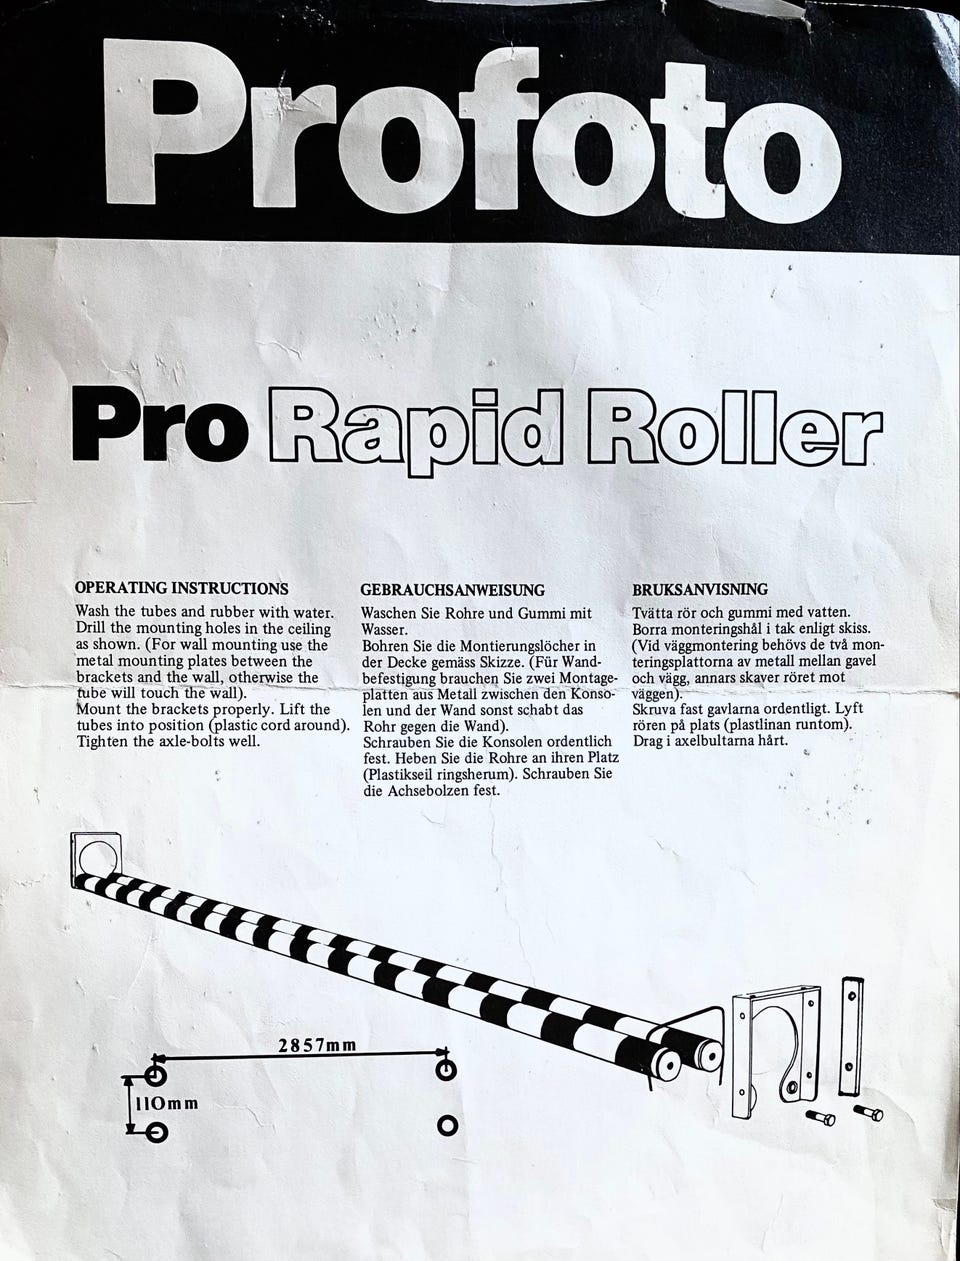 Profoto
Pro Rapid Roller
OPERATING INSTRUCTIONS
Wash the tubes and rubber with water.
Drill the mounting holes in the ceiling
as shown. (For wall mounting use the
metal mounting plates between the
brackets and the wall, otherwise the
tube will touch the wall).
Mount the brackets properly. Lift the
tubes into position (plastic cord around).
Tighten the axle-bolts well.
GEBRAUCHSANWEISUNG
Waschen Sie Rohre und Gummi mit
Wasser.
Bohren Sie die Montierungslöcher in
der Decke gemäss Skizze. (Für Wand-
befestigung brauchen Sie zwei Montage-
platten aus Metall zwischen den Konso-
len und der Wand sonst schabt das
Rohr gegen die Wand).
Schrauben Sie die Konsolen ordentlich
fest. Heben Sie die Rohre an ihren Platz
(Plastikseil ringsherum). Schrauben Sie
die Achsebolzen fest.
BRUKSANVISNING
Tvätta rör och gummi med vatten.
Borra monteringshål i tak enligt skiss.
(Vid väggmontering behövs de två mon-
teringsplattorna av metall mellan gavel
och vägg, annars skaver röret mot
väggen).
Skruva fast gavlarna ordentligt. Lyft
rören på plats (plastlinan runtom).
Drag i axelbultarna hårt.
2857mm
110mm